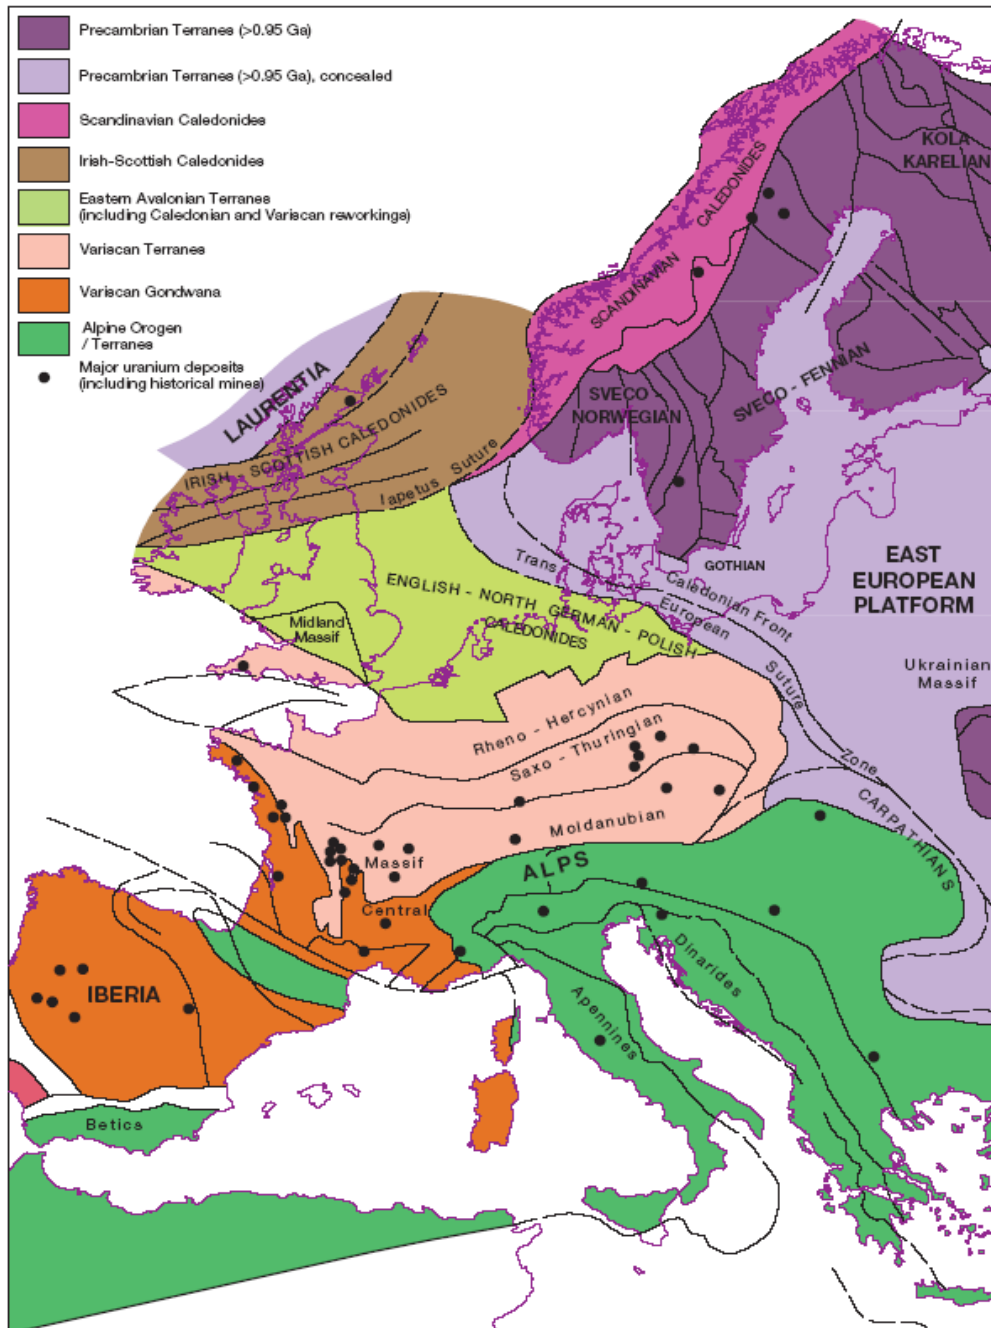 Precambrian Terranes (>0.95 Ga)
Precambrian Terranes (>0.95 Ga), concealed
Scandinavian Caledonides
Irish-Scottish Caledonides
Eastern Avalonian Terranes
(including Caledonian and Variscan reworkings)
Variscan Terranes
Variscan Gondwana
Alpine Orogen
/ Terranes
Major uranium deposits
(including historical mines)
KOLA
KARELIAN
SCANDINAVIAN CALEDONIDES
LAURENTIA
IRISH - SCOTTISH CALEDONIDES
Iapetus Suture
SVECO
NORWEGIAN
SVECO - FENNIAN
GOTHIAN
EAST
EUROPEAN
PLATFORM
Trans European Suture Zone
Caledonian Front
ENGLISH - NORTH GERMAN - POLISH
CALEDONIDES
Midland
Massif
Ukrainian
Massif
Rheno - Hercynian
Saxo - Thuringian
Moldanubian
Massif
Central
CARPATHIANS
ALPS
Dinarides
Apennines
IBERIA
Betics